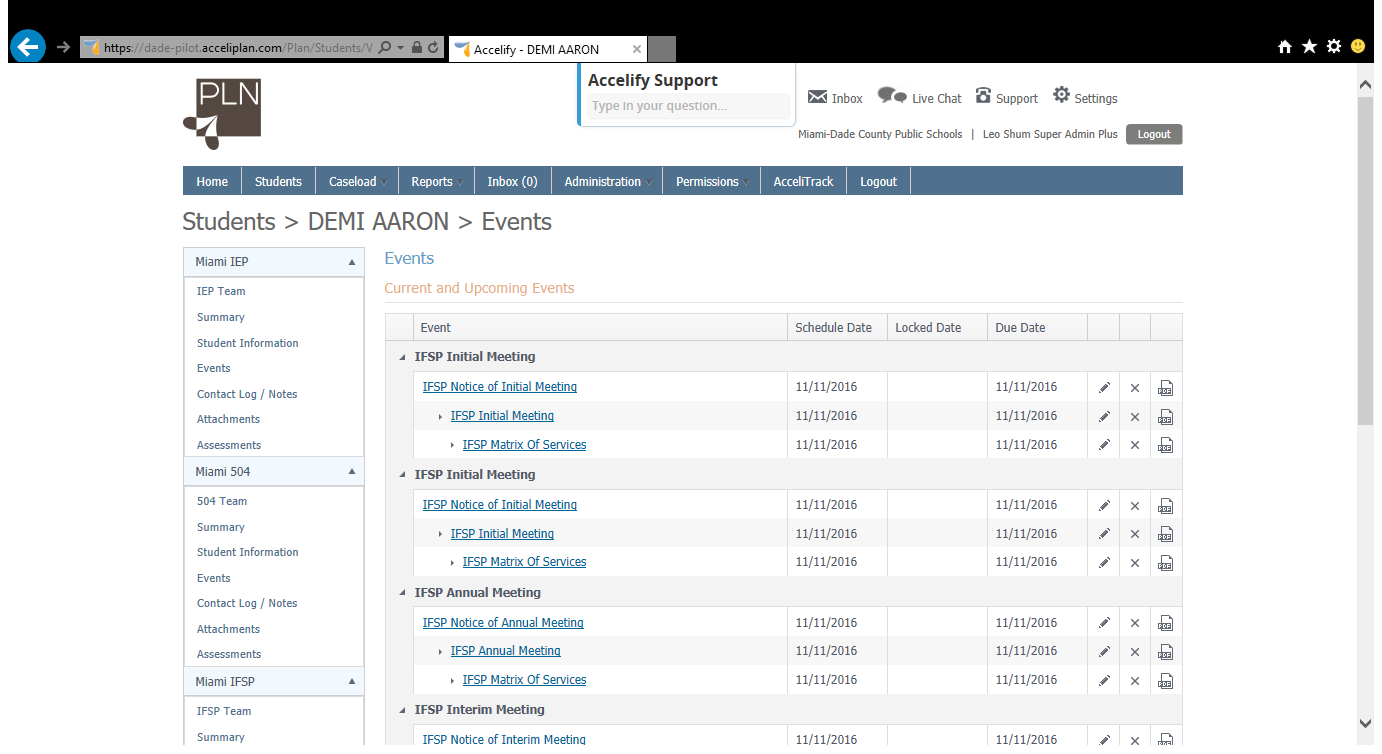 https://dade-pilot.acceliplan.com/Plan/Students/V
Accelify - DEMI AARON
PLN
Accelify Support
Type in your question...
Inbox
Live Chat
Support
Settings
Miami-Dade County Public Schools | Leo Shum Super Admin Plus Logout
Home Students Caseload Reports Inbox (0) Administration Permissions AcceliTrack Logout
Students > DEMI AARON > Events
Miami IEP
IEP Team
Summary
Student Information
Events
Contact Log / Notes
Attachments
Assessments
Miami 504
504 Team
Summary
Student Information
Events
Contact Log / Notes
Attachments
Assessments
Miami IFSP
IFSP Team
Summary
Events
Current and Upcoming Events
Event Schedule Date Locked Date Due Date
IFSP Initial Meeting
IFSP Notice of Initial Meeting 11/11/2016 11/11/2016
IFSP Initial Meeting 11/11/2016 11/11/2016
IFSP Matrix Of Services 11/11/2016 11/11/2016
IFSP Initial Meeting
IFSP Notice of Initial Meeting 11/11/2016 11/11/2016
IFSP Initial Meeting 11/11/2016 11/11/2016
IFSP Matrix Of Services 11/11/2016 11/11/2016
IFSP Annual Meeting
IFSP Notice of Annual Meeting 11/11/2016 11/11/2016
IFSP Annual Meeting 11/11/2016 11/11/2016
IFSP Matrix Of Services 11/11/2016 11/11/2016
IFSP Interim Meeting
IFSP Notice of Interim Meeting 11/11/2016 11/11/2016